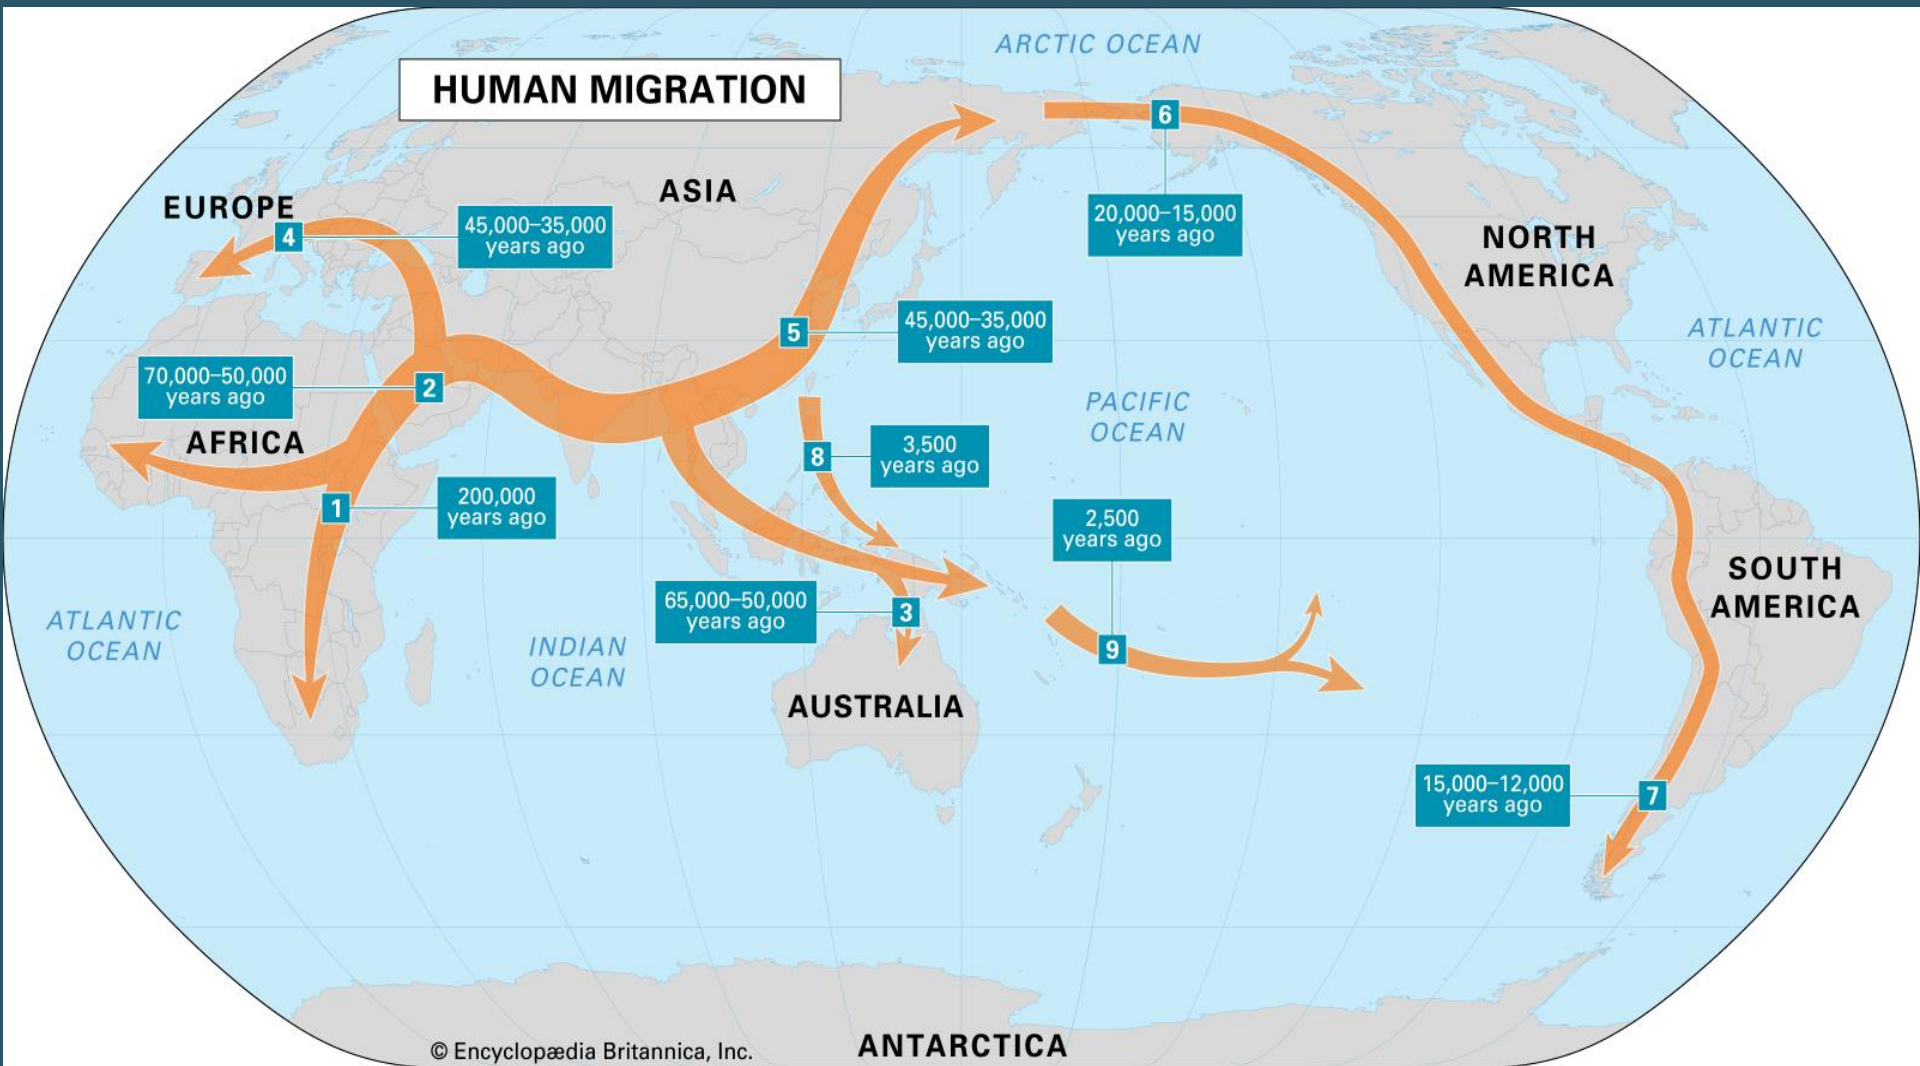 ARCTIC OCEAN
HUMAN MIGRATION
6
ASIA
EUROPE
4
45,000–35,000
years ago
20,000–15,000
years ago
NORTH
AMERICA
5
45,000–35,000
years ago
ATLANTIC
OCEAN
70,000–50,000
years ago
2
AFRICA
PACIFIC
OCEAN
8
3,500
years ago
1
200,000
years ago
2,500
years ago
SOUTH
AMERICA
65,000–50,000
years ago
3
ATLANTIC
OCEAN
INDIAN
OCEAN
9
AUSTRALIA
15,000–12,000
years ago
7
© Encyclopædia Britannica, Inc.
ANTARCTICA